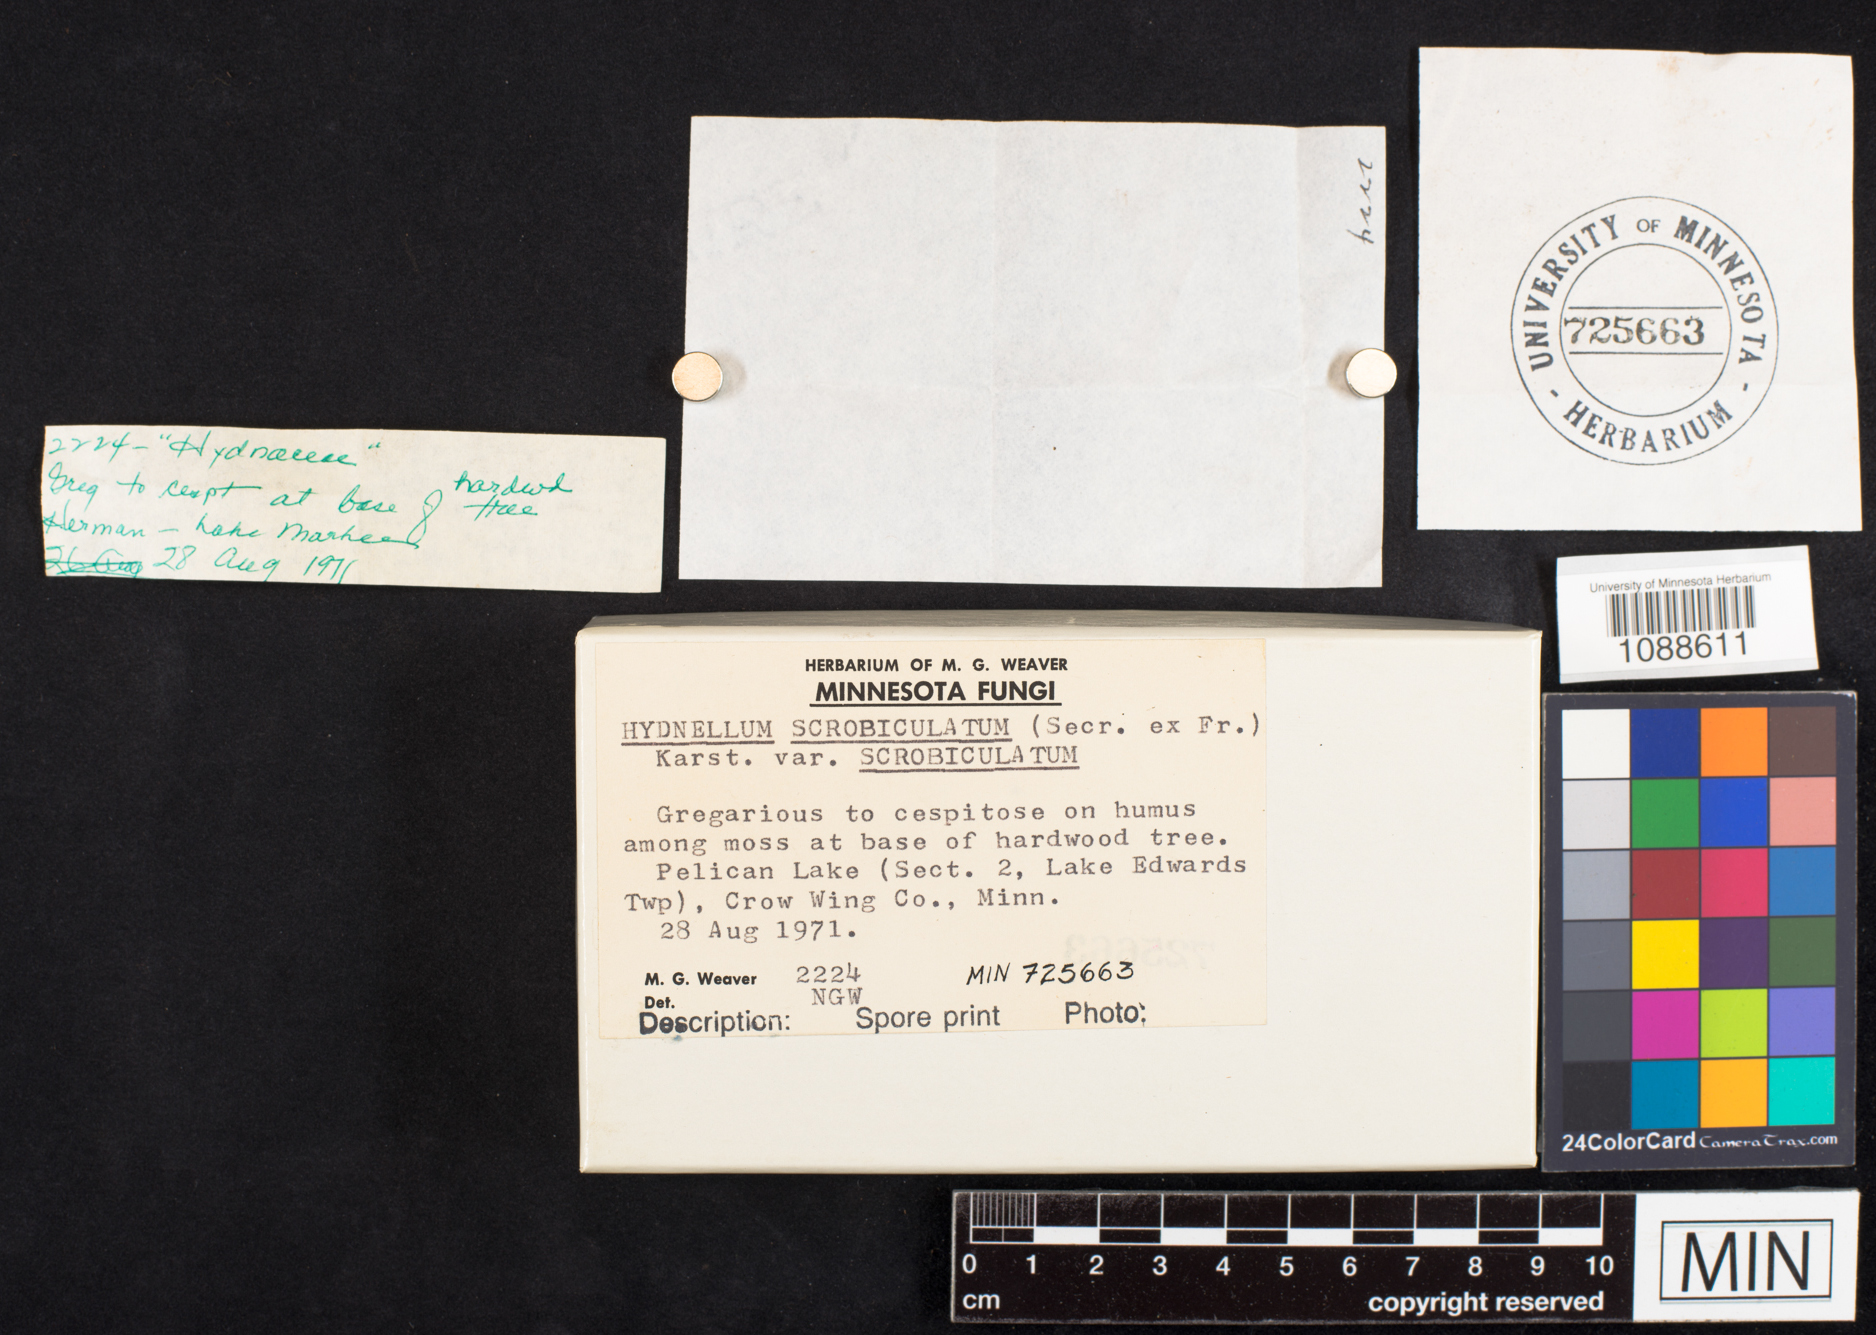 2224 - "Hydnaceae"
Greg to cespt at base of hardwd tree
Herman - Lake
26 Aug 28 Aug 1971
2224
UNIVERSITY OF MINNESOTA
725663
- HERBARIUM -
University of Minnesota Herbarium
1088611
HERBARIUM OF M. G. WEAVER
MINNESOTA FUNGI
HYDNELLUM SCROBICULATUM (Secr. ex Fr.)
Karst. var. SCROBICULATUM
Gregarious to cespitose on humus
among moss at base of hardwood tree.
Pelican Lake (Sect. 2, Lake Edwards
Twp), Crow Wing Co., Minn.
28 Aug 1971.
M. G. Weaver 2224 MIN 725663
Det. NGW
Description: Spore print Photo:
24ColorCard CameraTrax.com
0 1 2 3 4 5 6 7 8 9 10
cm copyright reserved
MIN